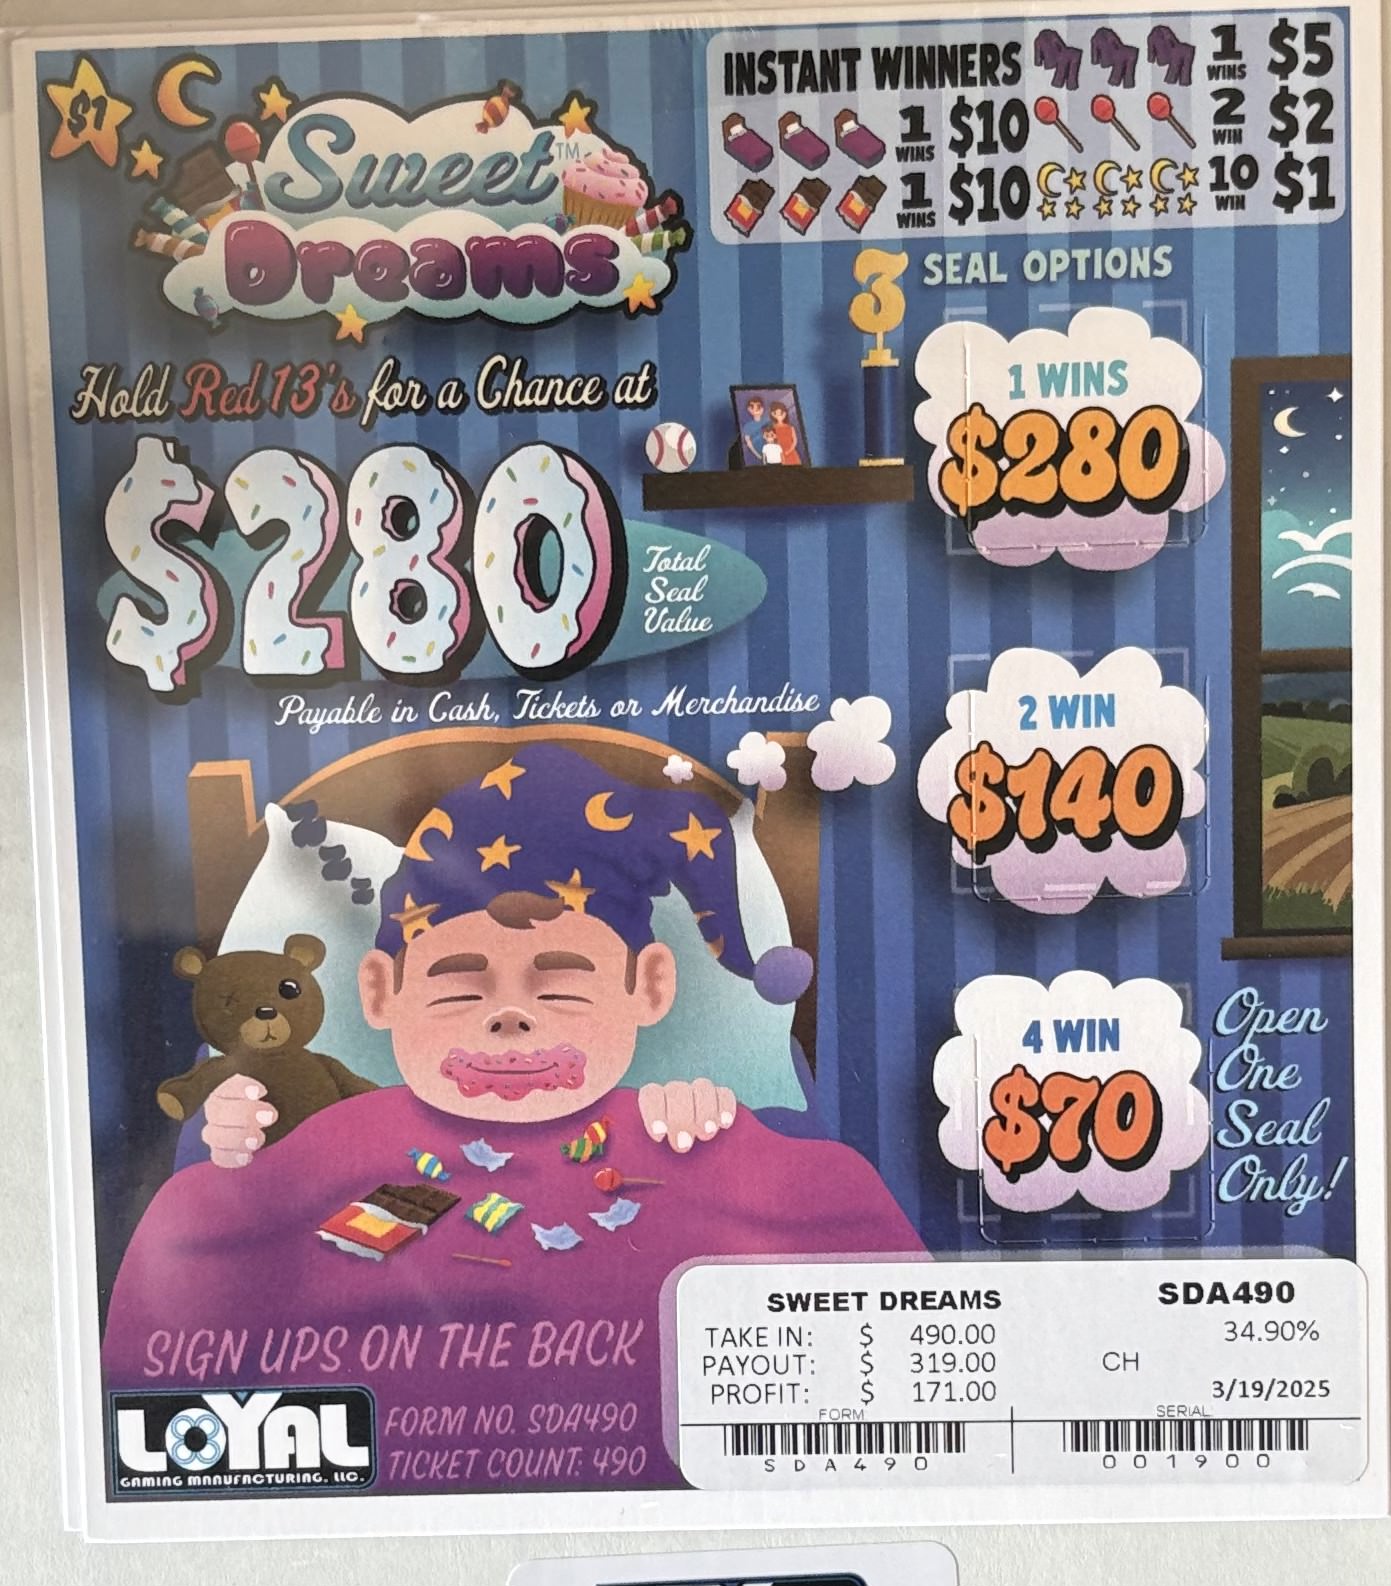 $1
Sweet™
Dreams
INSTANT WINNERS
1 WINS $5
1 WINS $10
2 WIN $2
1 WINS $10
10 WIN $1
3 SEAL OPTIONS
Hold Red 13's for a Chance at
$280
Total
Seal
Value
Payable in Cash, Tickets or Merchandise
1 WINS
$280
2 WIN
$140
4 WIN
$70
Open
One
Seal
Only!
SIGN UPS ON THE BACK
LOYAL
GAMING MANUFACTURING, LLC.
FORM NO. SDA490
TICKET COUNT: 490
SWEET DREAMS SDA490
TAKE IN: $ 490.00 34.90%
PAYOUT: $ 319.00 CH
PROFIT: $ 171.00 3/19/2025
FORM SERIAL
SDA490 001900